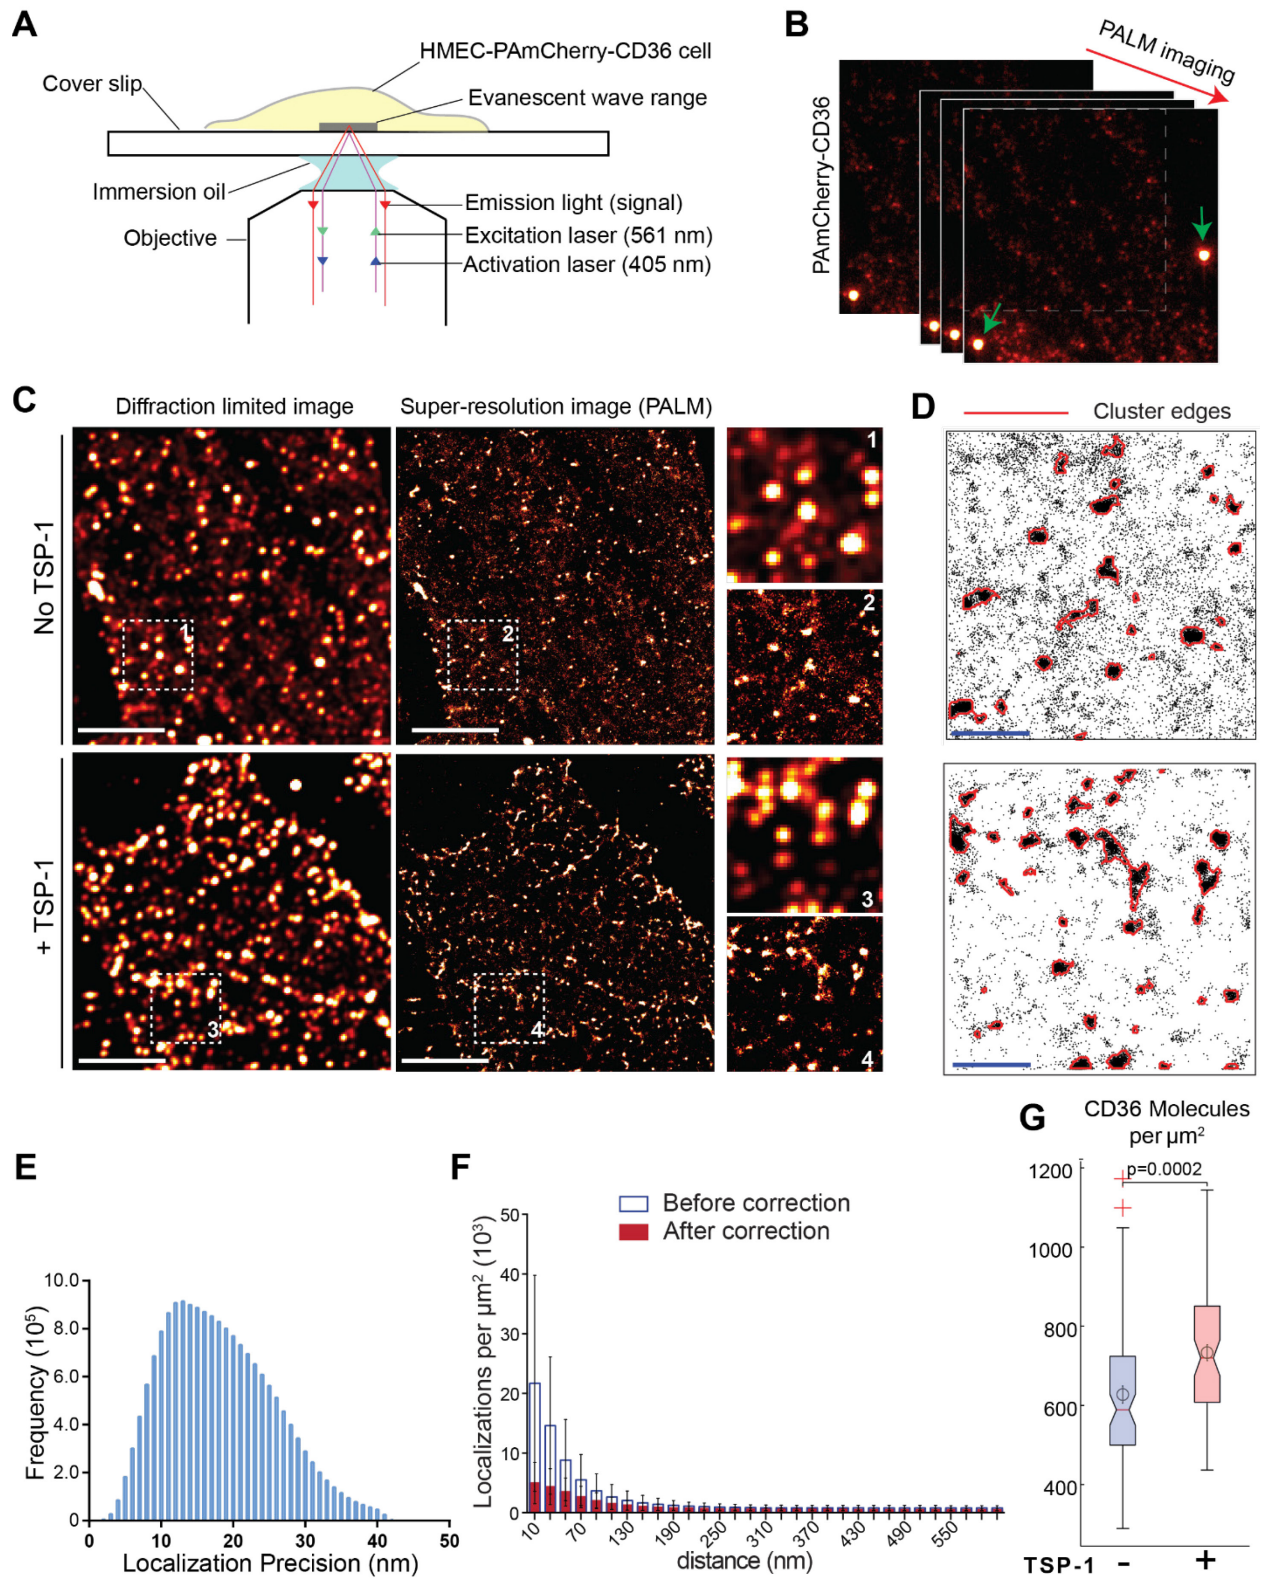 A
Cover slip
HMEC-PAmCherry-CD36 cell
Evanescent wave range
Immersion oil
Objective
Emission light (signal)
Excitation laser (561 nm)
Activation laser (405 nm)
B
PALM imaging
PAmCherry-CD36
C
Diffraction limited image
Super-resolution image (PALM)
No TSP-1
1
2
1
2
+ TSP-1
3
4
3
4
D
Cluster edges
E
Frequency (10⁵)
10.0
8.0
6.0
4.0
2.0
0
0 10 20 30 40 50
Localization Precision (nm)
F
Before correction
After correction
Localizations per µm² (10³)
50
40
30
20
10
0
10 70 130 190 250 310 370 430 490 550
distance (nm)
G
CD36 Molecules
per µm²
p=0.0002
1200
1000
800
600
400
TSP-1 - +